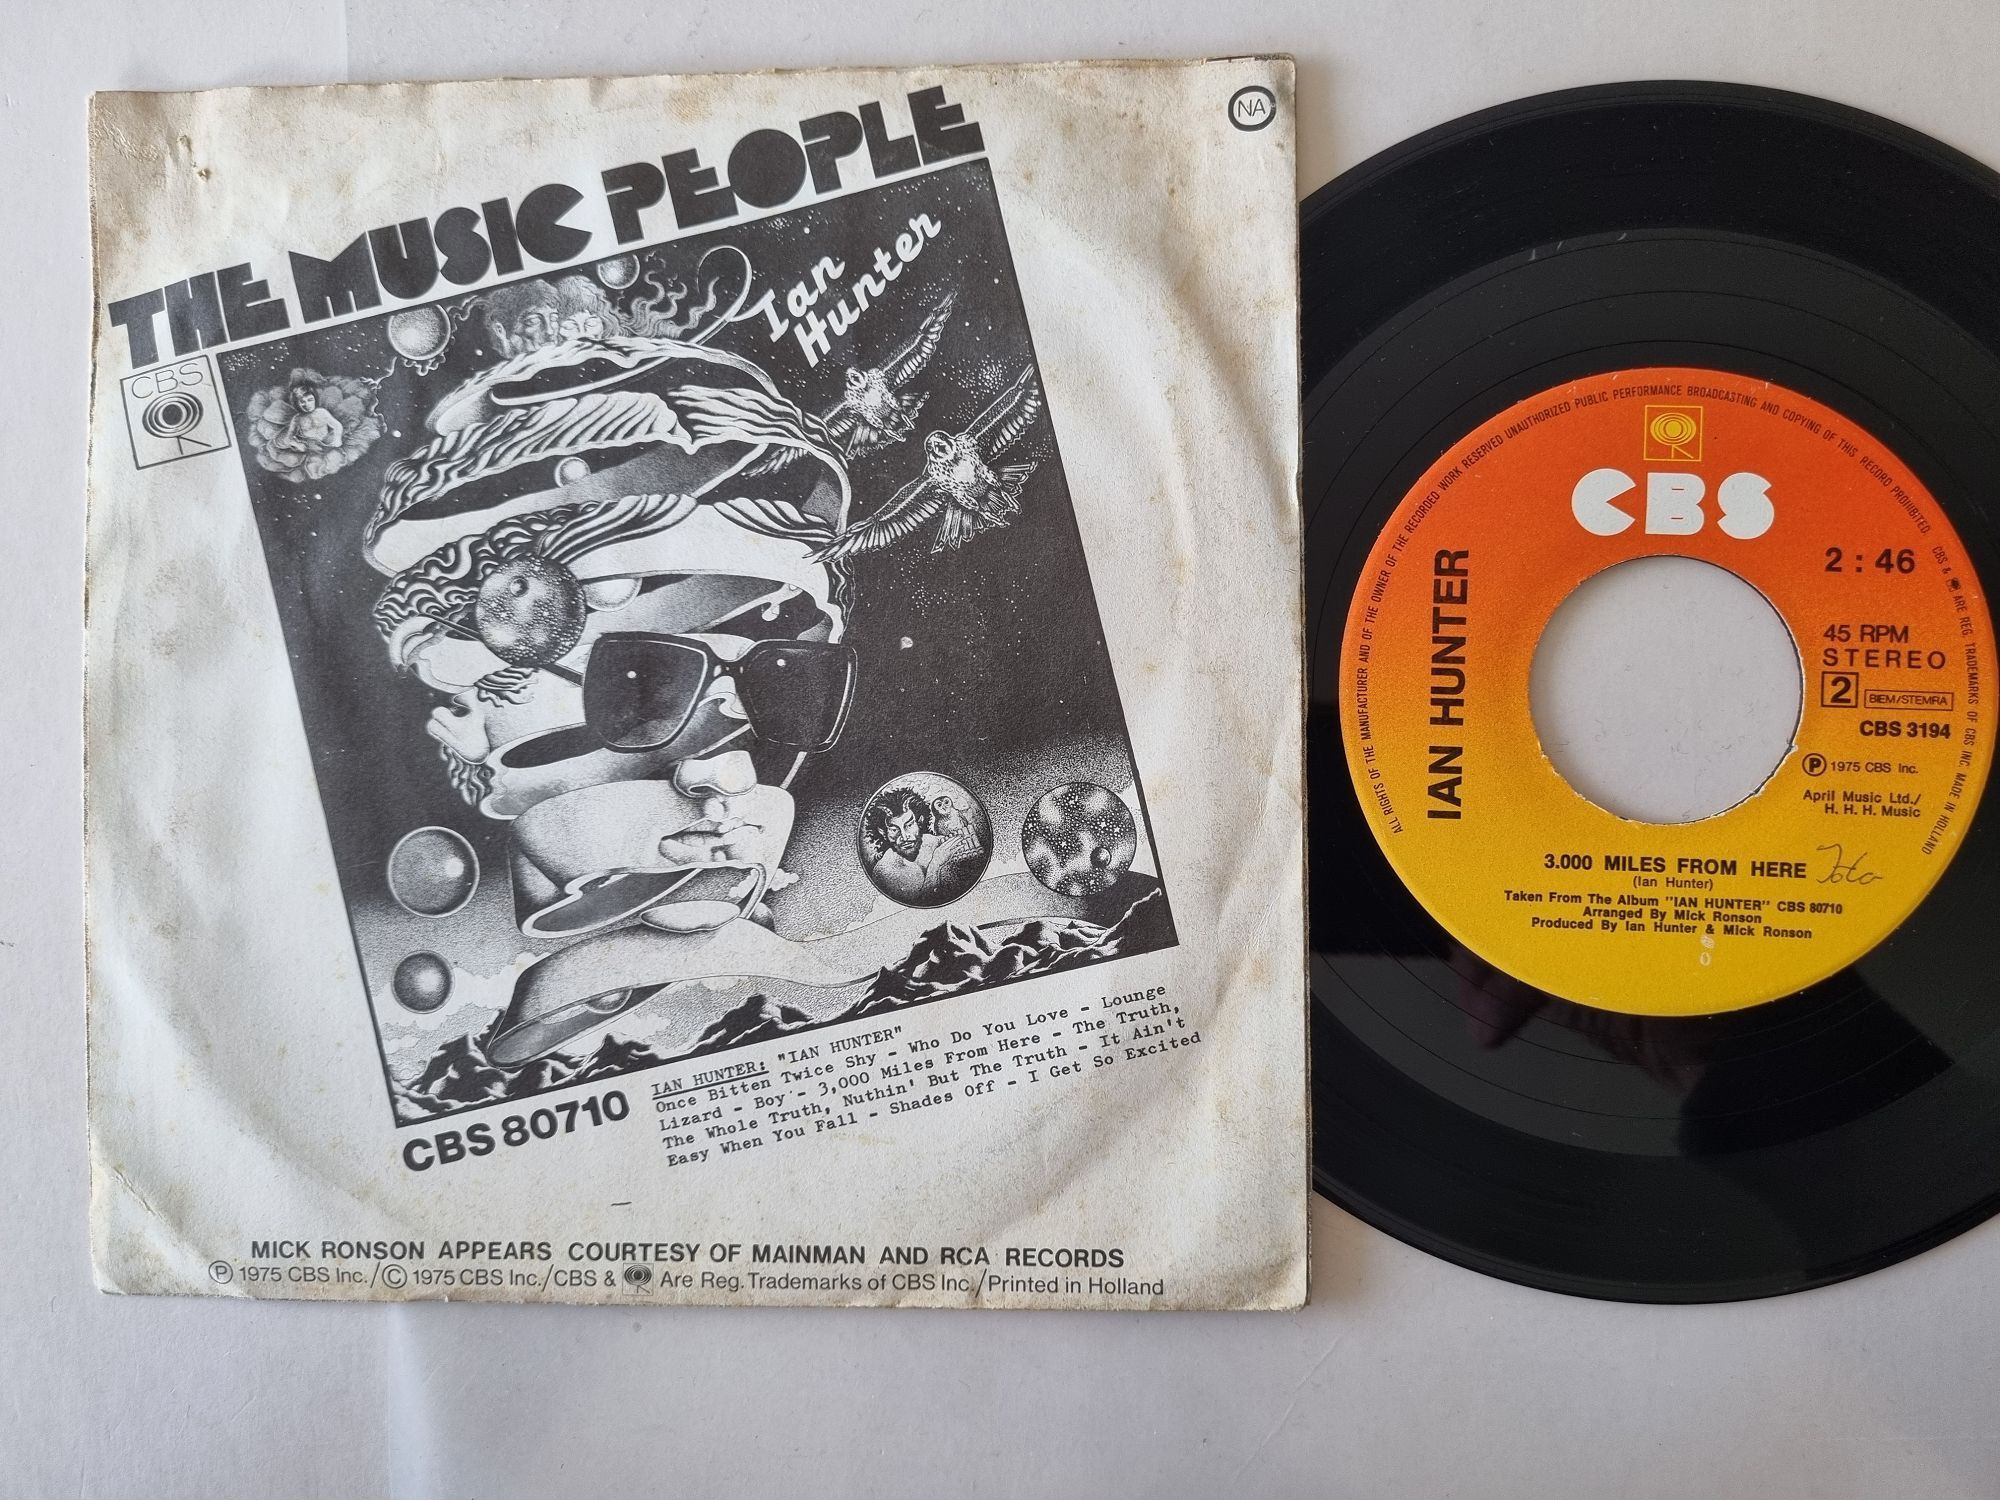 THE MUSIC PEOPLE
NA
CBS
Ian
Hunter
CBS 80710
IAN HUNTER: "IAN HUNTER"
Once Bitten Twice Shy - Who Do You Love - Lounge
Lizard - Boy - 3,000 Miles From Here - The Truth,
The Whole Truth, Nuthin' But The Truth - It Ain't
Easy When You Fall - Shades Off - I Get So Excited
MICK RONSON APPEARS COURTESY OF MAINMAN AND RCA RECORDS
Ⓟ 1975 CBS Inc./© 1975 CBS Inc./CBS & Are Reg. Trademarks of CBS Inc./Printed in Holland
ALL RIGHTS OF THE MANUFACTURER AND OF THE OWNER OF THE RECORDED WORK RESERVED UNAUTHORIZED PUBLIC PERFORMANCE BROADCASTING AND COPYING OF THIS RECORD PROHIBITED. CBS & ARE REG. TRADEMARKS OF CBS INC. MADE IN HOLLAND
CBS
IAN HUNTER
2 : 46
45 RPM
STEREO
2 BIEM/STEMRA
CBS 3194
Ⓟ 1975 CBS Inc.
April Music Ltd./
H. H. H. Music
3.000 MILES FROM HERE
(Ian Hunter)
Taken From The Album "IAN HUNTER" CBS 80710
Arranged By Mick Ronson
Produced By Ian Hunter & Mick Ronson